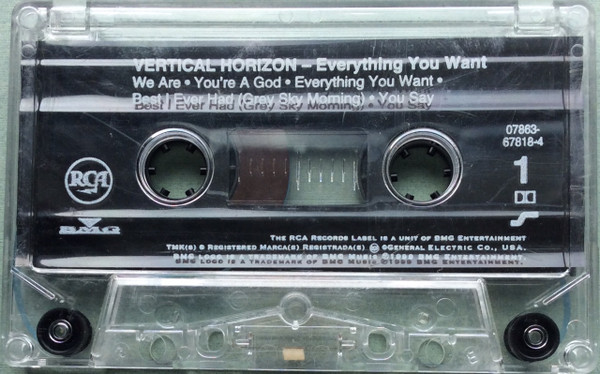 VERTICAL HORIZON – Everything You Want
We Are • You're A God • Everything You Want •
Best I Ever Had (Grey Sky Morning) • You Say
07863-
67818-4
1
RCA
BMG
THE RCA RECORDS LABEL IS A UNIT OF BMG ENTERTAINMENT
TMK(S) ® REGISTERED MARCA(S) REGISTRADA(S) ® GENERAL ELECTRIC CO., USA.
BMG LOGO IS A TRADEMARK OF BMG MUSIC ENTERTAINMENT.